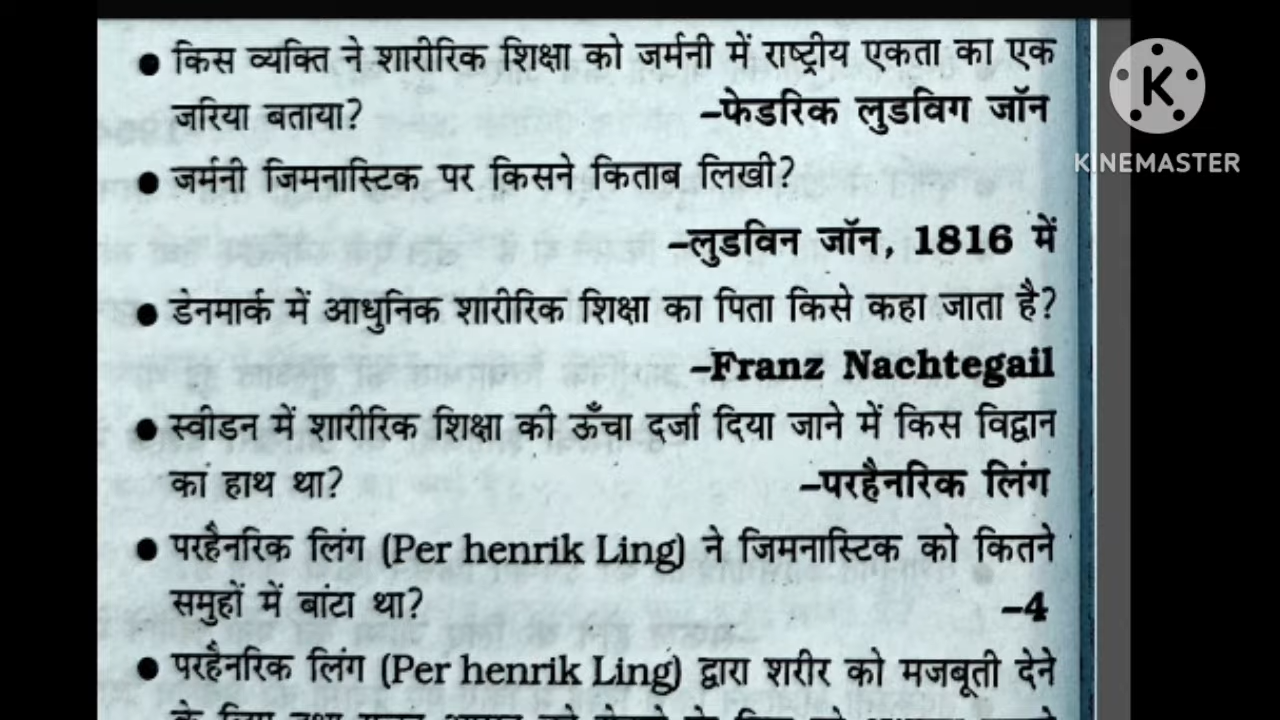 ● किस व्यक्ति ने शारीरिक शिक्षा को जर्मनी में राष्ट्रीय एकता का एक
जरिया बताया? –फेडरिक लुडविग जॉन
● जर्मनी जिमनास्टिक पर किसने किताब लिखी?
–लुडविन जॉन, 1816 में
● डेनमार्क में आधुनिक शारीरिक शिक्षा का पिता किसे कहा जाता है?
–Franz Nachtegail
● स्वीडन में शारीरिक शिक्षा की ऊँचा दर्जा दिया जाने में किस विद्वान
का हाथ था? –परहैनरिक लिंग
● परहैनरिक लिंग (Per henrik Ling) ने जिमनास्टिक को कितने
समुहों में बांटा था? –4
● परहैनरिक लिंग (Per henrik Ling) द्वारा शरीर को मजबूती देने
K
KINEMASTER